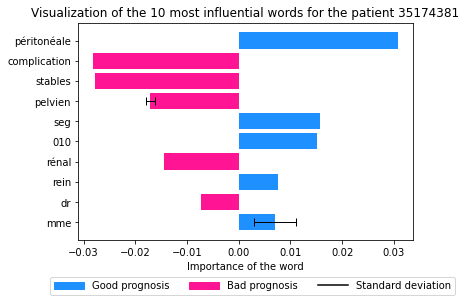 Visualization of the 10 most influential words for the patient 35174381
péritonéale
complication
stables
pelvien
seg
010
rénal
rein
dr
mme
−0.03 −0.02 −0.01 0.00 0.01 0.02 0.03
Importance of the word
Good prognosis Bad prognosis Standard deviation